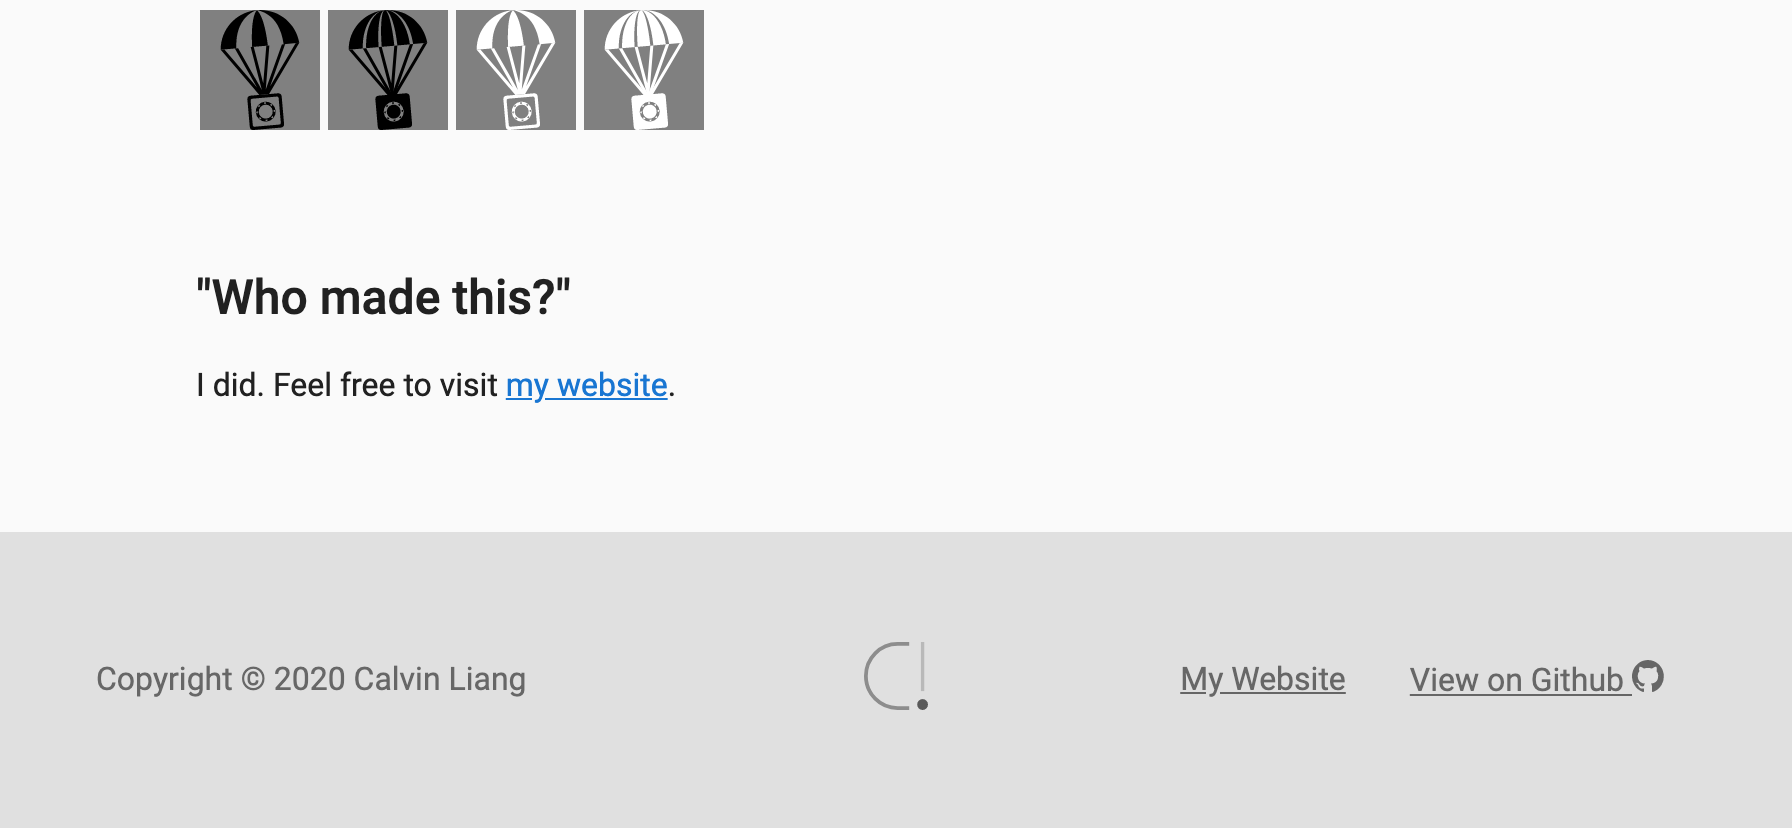 "Who made this?"
I did. Feel free to visit my website.
Copyright © 2020 Calvin Liang
C!
My Website
View on Github